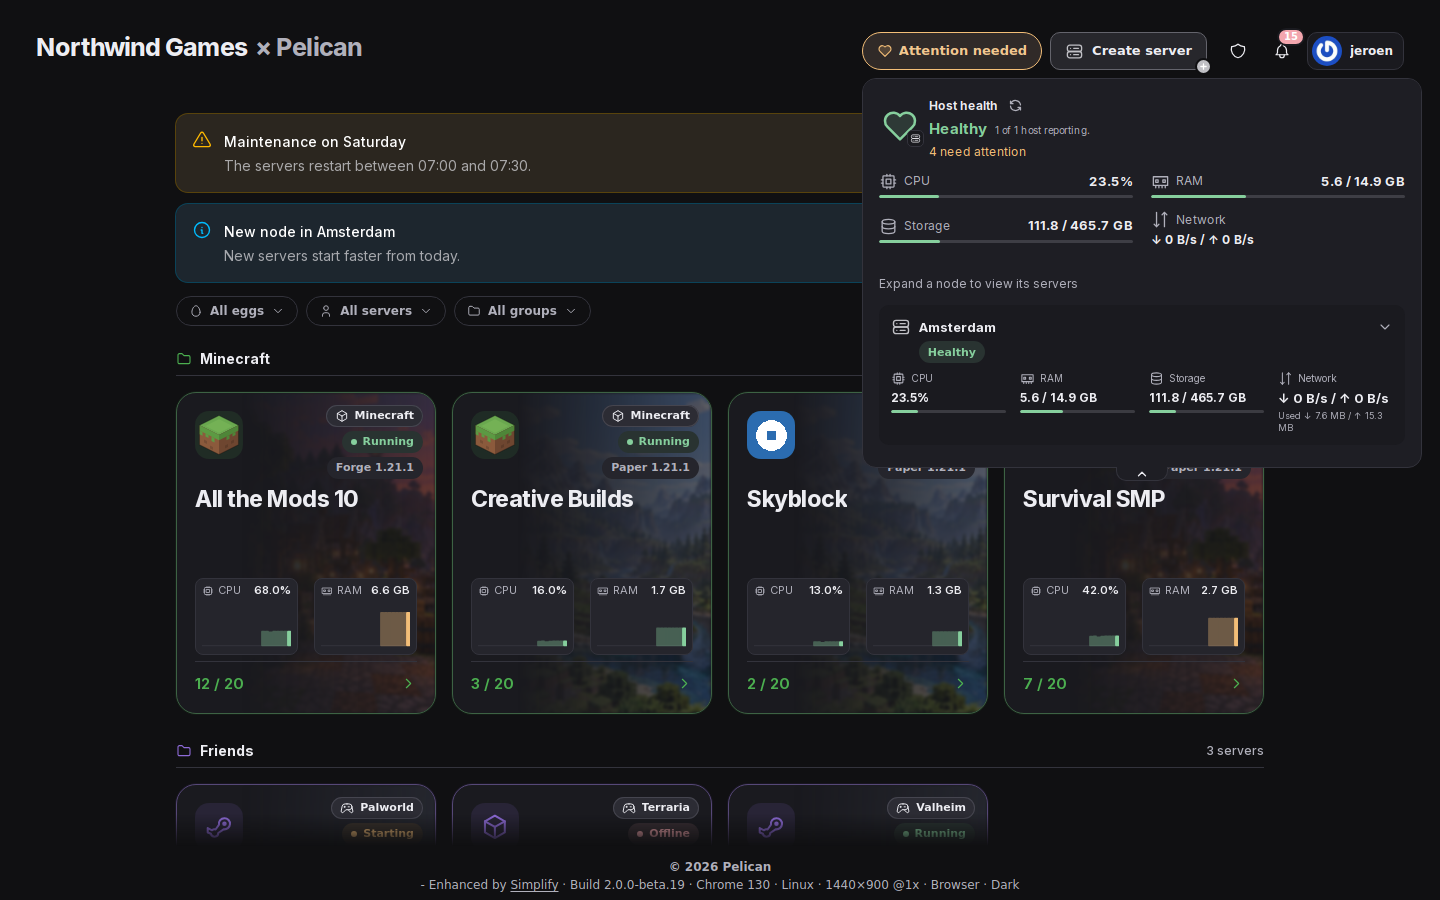 Northwind Games × Pelican
Attention needed
Create server
15
jeroen
Maintenance on Saturday
The servers restart between 07:00 and 07:30.
New node in Amsterdam
New servers start faster from today.
Host health
Healthy 1 of 1 host reporting.
4 need attention
CPU 23.5%
RAM 5.6 / 14.9 GB
Storage 111.8 / 465.7 GB
Network
↓ 0 B/s / ↑ 0 B/s
Expand a node to view its servers
Amsterdam
Healthy
CPU
23.5%
RAM
5.6 / 14.9 GB
Storage
111.8 / 465.7 GB
Network
↓ 0 B/s / ↑ 0 B/s
Used ↓ 7.6 MB / ↑ 15.3
MB
All eggs
All servers
All groups
Minecraft
Minecraft
Running
Forge 1.21.1
All the Mods 10
CPU 68.0%
RAM 6.6 GB
12 / 20
Minecraft
Running
Paper 1.21.1
Creative Builds
CPU 16.0%
RAM 1.7 GB
3 / 20
Paper 1.21.1
Skyblock
CPU 13.0%
RAM 1.3 GB
2 / 20
aper 1.21.1
Survival SMP
CPU 42.0%
RAM 2.7 GB
7 / 20
Friends
3 servers
Palworld
Starting
Terraria
Offline
Valheim
Running
© 2026 Pelican
- Enhanced by Simplify · Build 2.0.0-beta.19 · Chrome 130 · Linux · 1440×900 @1x · Browser · Dark